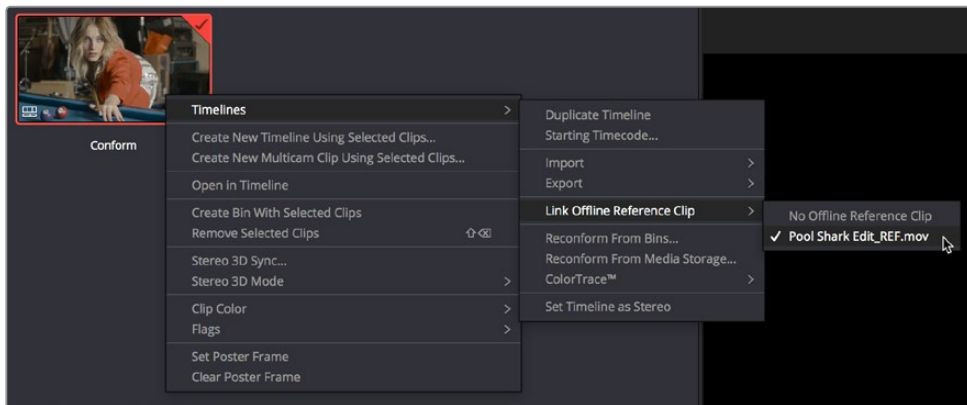 Conform
Timelines
Create New Timeline Using Selected Clips...
Create New Multicam Clip Using Selected Clips...
Open in Timeline
Create Bin With Selected Clips
Remove Selected Clips
Stereo 3D Sync...
Stereo 3D Mode
Clip Color
Flags
Set Poster Frame
Clear Poster Frame
Duplicate Timeline
Starting Timecode...
Import
Export
Link Offline Reference Clip
Reconform From Bins...
Reconform From Media Storage...
ColorTrace™
Set Timeline as Stereo
No Offline Reference Clip
Pool Shark Edit_REF.mov